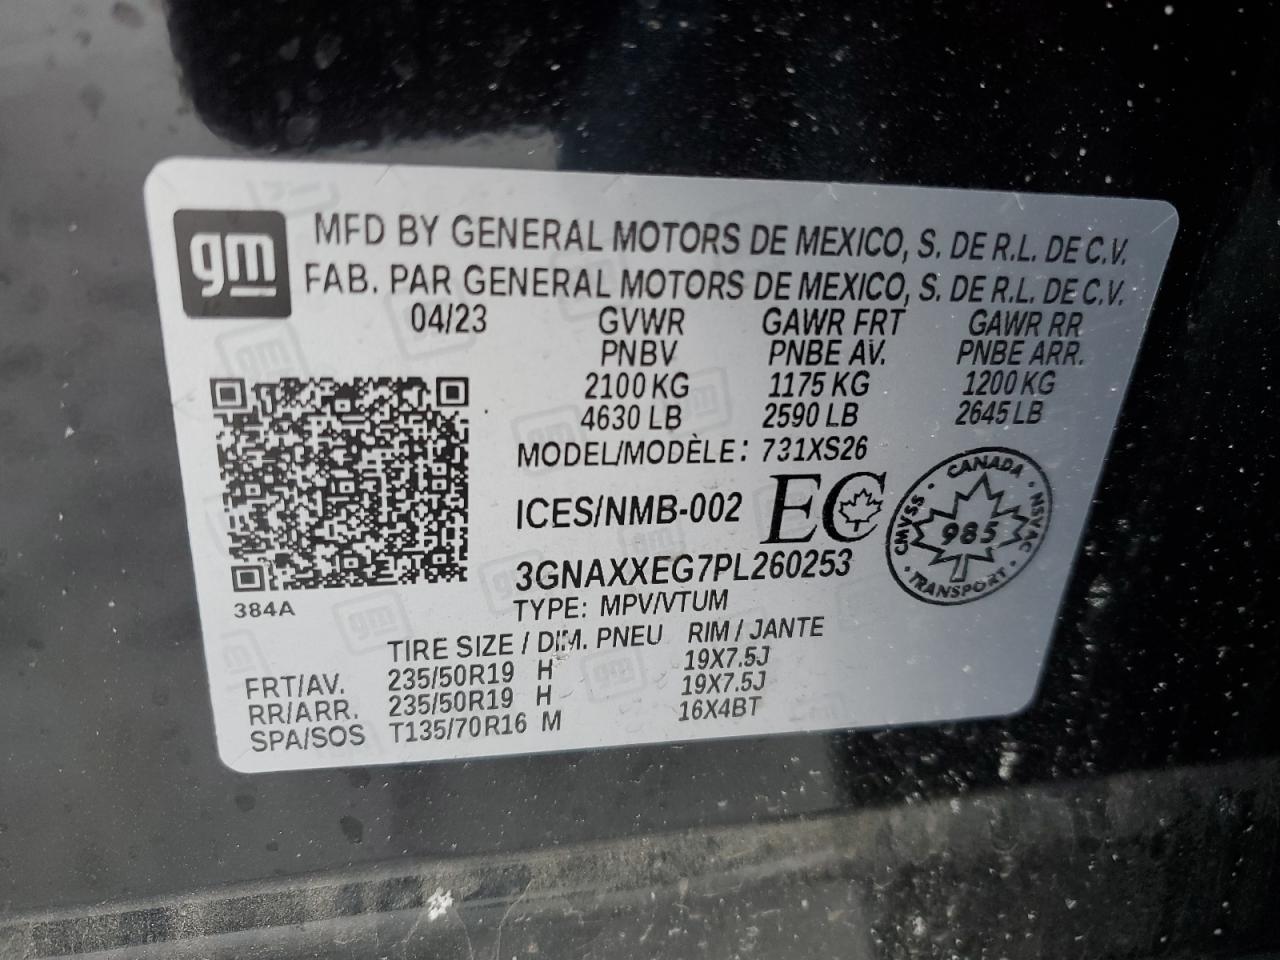 gm
MFD BY GENERAL MOTORS DE MEXICO, S. DE R.L. DE C.V.
FAB. PAR GENERAL MOTORS DE MEXICO, S. DE R.L. DE C.V.
04/23 GVWR GAWR FRT GAWR RR
PNBV PNBE AV. PNBE ARR.
2100 KG 1175 KG 1200 KG
4630 LB 2590 LB 2645 LB
MODEL/MODÈLE: 731XS26
ICES/NMB-002 EC
CANADA
CMVSS 985 NSVAC
TRANSPORT
3GNAXXEG7PL260253
384A
TYPE: MPV/VTUM
TIRE SIZE / DIM. PNEU RIM / JANTE
FRT/AV. 235/50R19 H 19X7.5J
RR/ARR. 235/50R19 H 19X7.5J
SPA/SOS T135/70R16 M 16X4BT